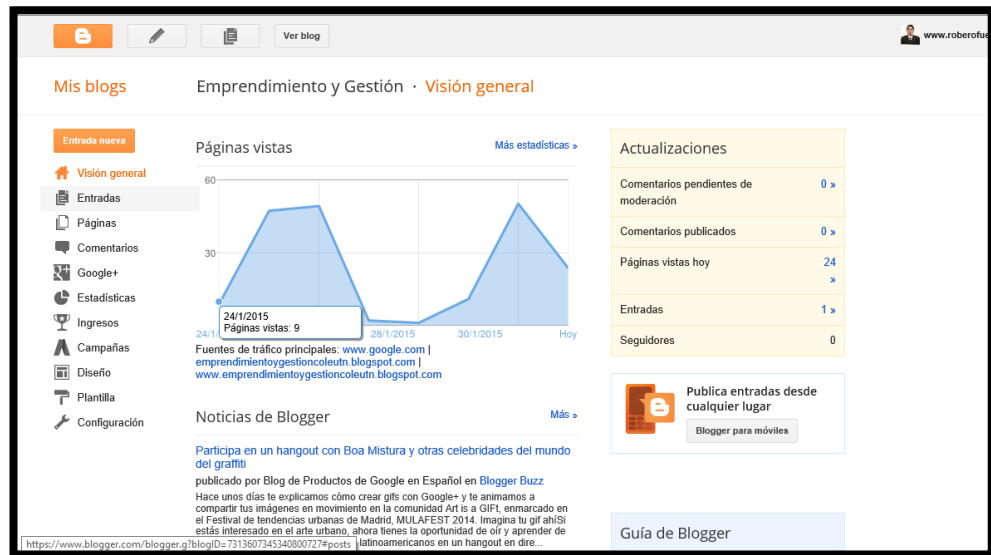 Ver blog
www.roberofue
Mis blogs
Emprendimiento y Gestión · Visión general
Entrada nueva
Visión general
Entradas
Páginas
Comentarios
Google+
Estadísticas
Ingresos
Campañas
Diseño
Plantilla
Configuración
Páginas vistas
Más estadísticas »
60
30
24/1/2015
Páginas vistas: 9
24/1/
28/1/2015
30/1/2015
Hoy
Fuentes de tráfico principales: www.google.com |
emprendimientoygestioncoleutn.blogspot.com |
www.emprendimientoygestioncoleutn.blogspot.com
Noticias de Blogger
Más »
Participa en un hangout con Boa Mistura y otras celebridades del mundo
del graffiti
publicado por Blog de Productos de Google en Español en Blogger Buzz
Hace unos días te explicamos cómo crear gifs con Google+ y te animamos a
compartir tus imágenes en movimiento en la comunidad Art is a GIFt, enmarcado en
el Festival de tendencias urbanas de Madrid, MULAFEST 2014. Imagina tu gif ahíSi
estás interesado en el arte urbano, ahora tienes la oportunidad de oír y aprender de
latinoamericanos en un hangout en dire...
Actualizaciones
Comentarios pendientes de
moderación
0 »
Comentarios publicados
0 »
Páginas vistas hoy
24
»
Entradas
1 »
Seguidores
0
Publica entradas desde
cualquier lugar
Blogger para móviles
Guía de Blogger
https://www.blogger.com/blogger.g?blogID=7313607345340800727#posts